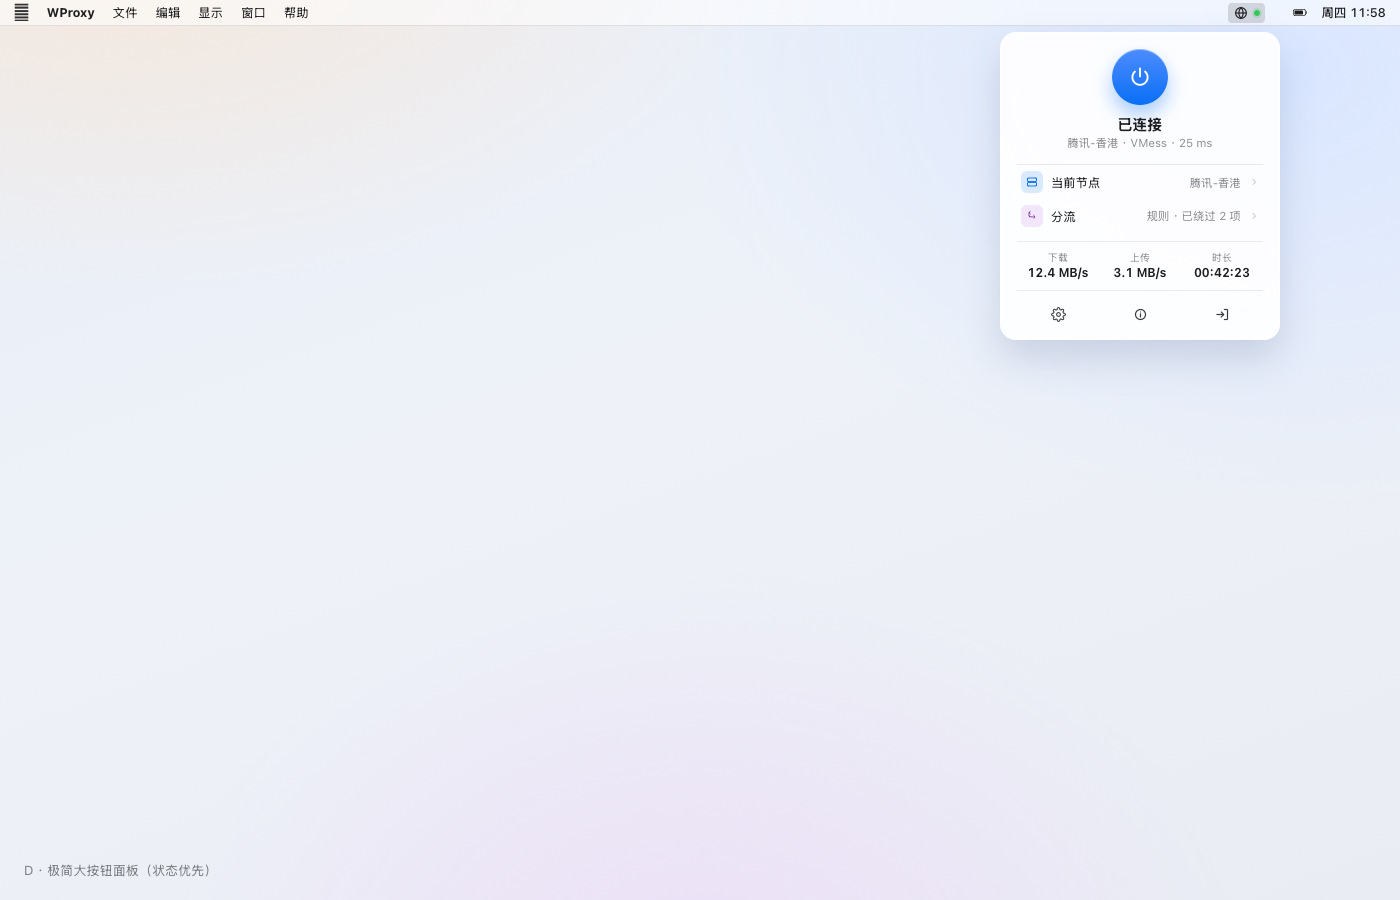 WProxy 文件 编辑 显示 窗口 帮助 周四 11:58
已连接
腾讯-香港 · VMess · 25 ms
当前节点 腾讯-香港
分流 规则 · 已绕过 2 项
下载 上传 时长
12.4 MB/s 3.1 MB/s 00:42:23
D · 极简大按钮面板（状态优先）